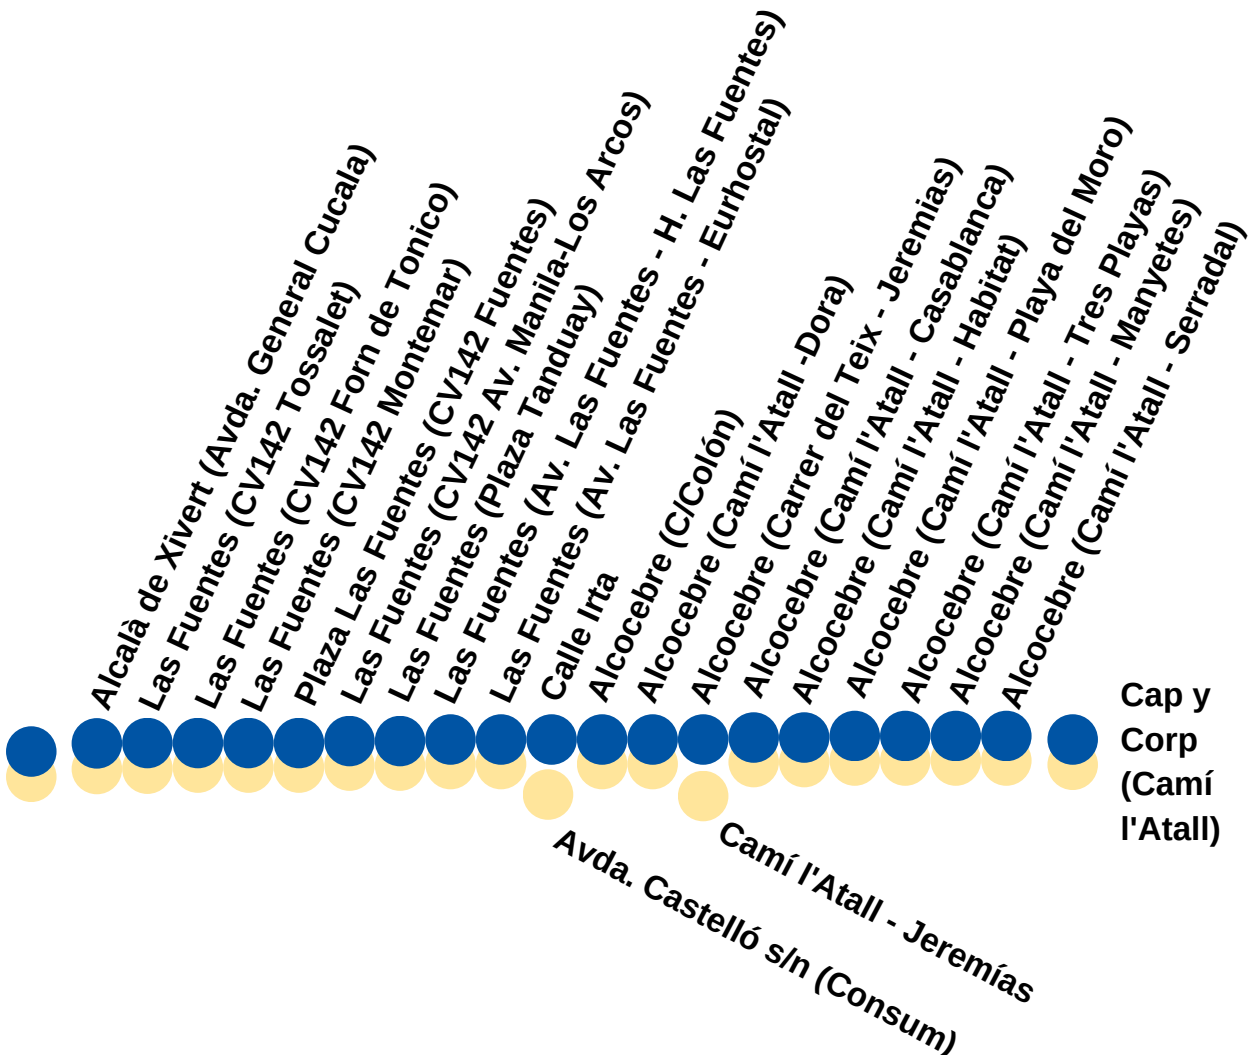 Alcalà de Xivert (Avda. General Cucala)
Las Fuentes (CV142 Tossalet)
Las Fuentes (CV142 Forn de Tonico)
Las Fuentes (CV142 Montemar)
Plaza Las Fuentes (CV142 Fuentes)
Las Fuentes (CV142 Av. Manila-Los Arcos)
Las Fuentes (Plaza Tanduay)
Las Fuentes (Av. Las Fuentes - H. Las Fuentes)
Las Fuentes (Av. Las Fuentes - Eurhostal)
Calle Irta
Alcocebre (C/Colón)
Alcocebre (Camí l'Atall -Dora)
Alcocebre (Carrer del Teix - Jeremias)
Alcocebre (Camí l'Atall - Casablanca)
Alcocebre (Camí l'Atall - Habitat)
Alcocebre (Camí l'Atall - Playa del Moro)
Alcocebre (Camí l'Atall - Tres Playas)
Alcocebre (Camí l'Atall - Manyetes)
Alcocebre (Camí l'Atall - Serradal)
Cap y
Corp
(Camí
l'Atall)
Avda. Castelló s/n (Consum)
Camí l'Atall - Jeremías